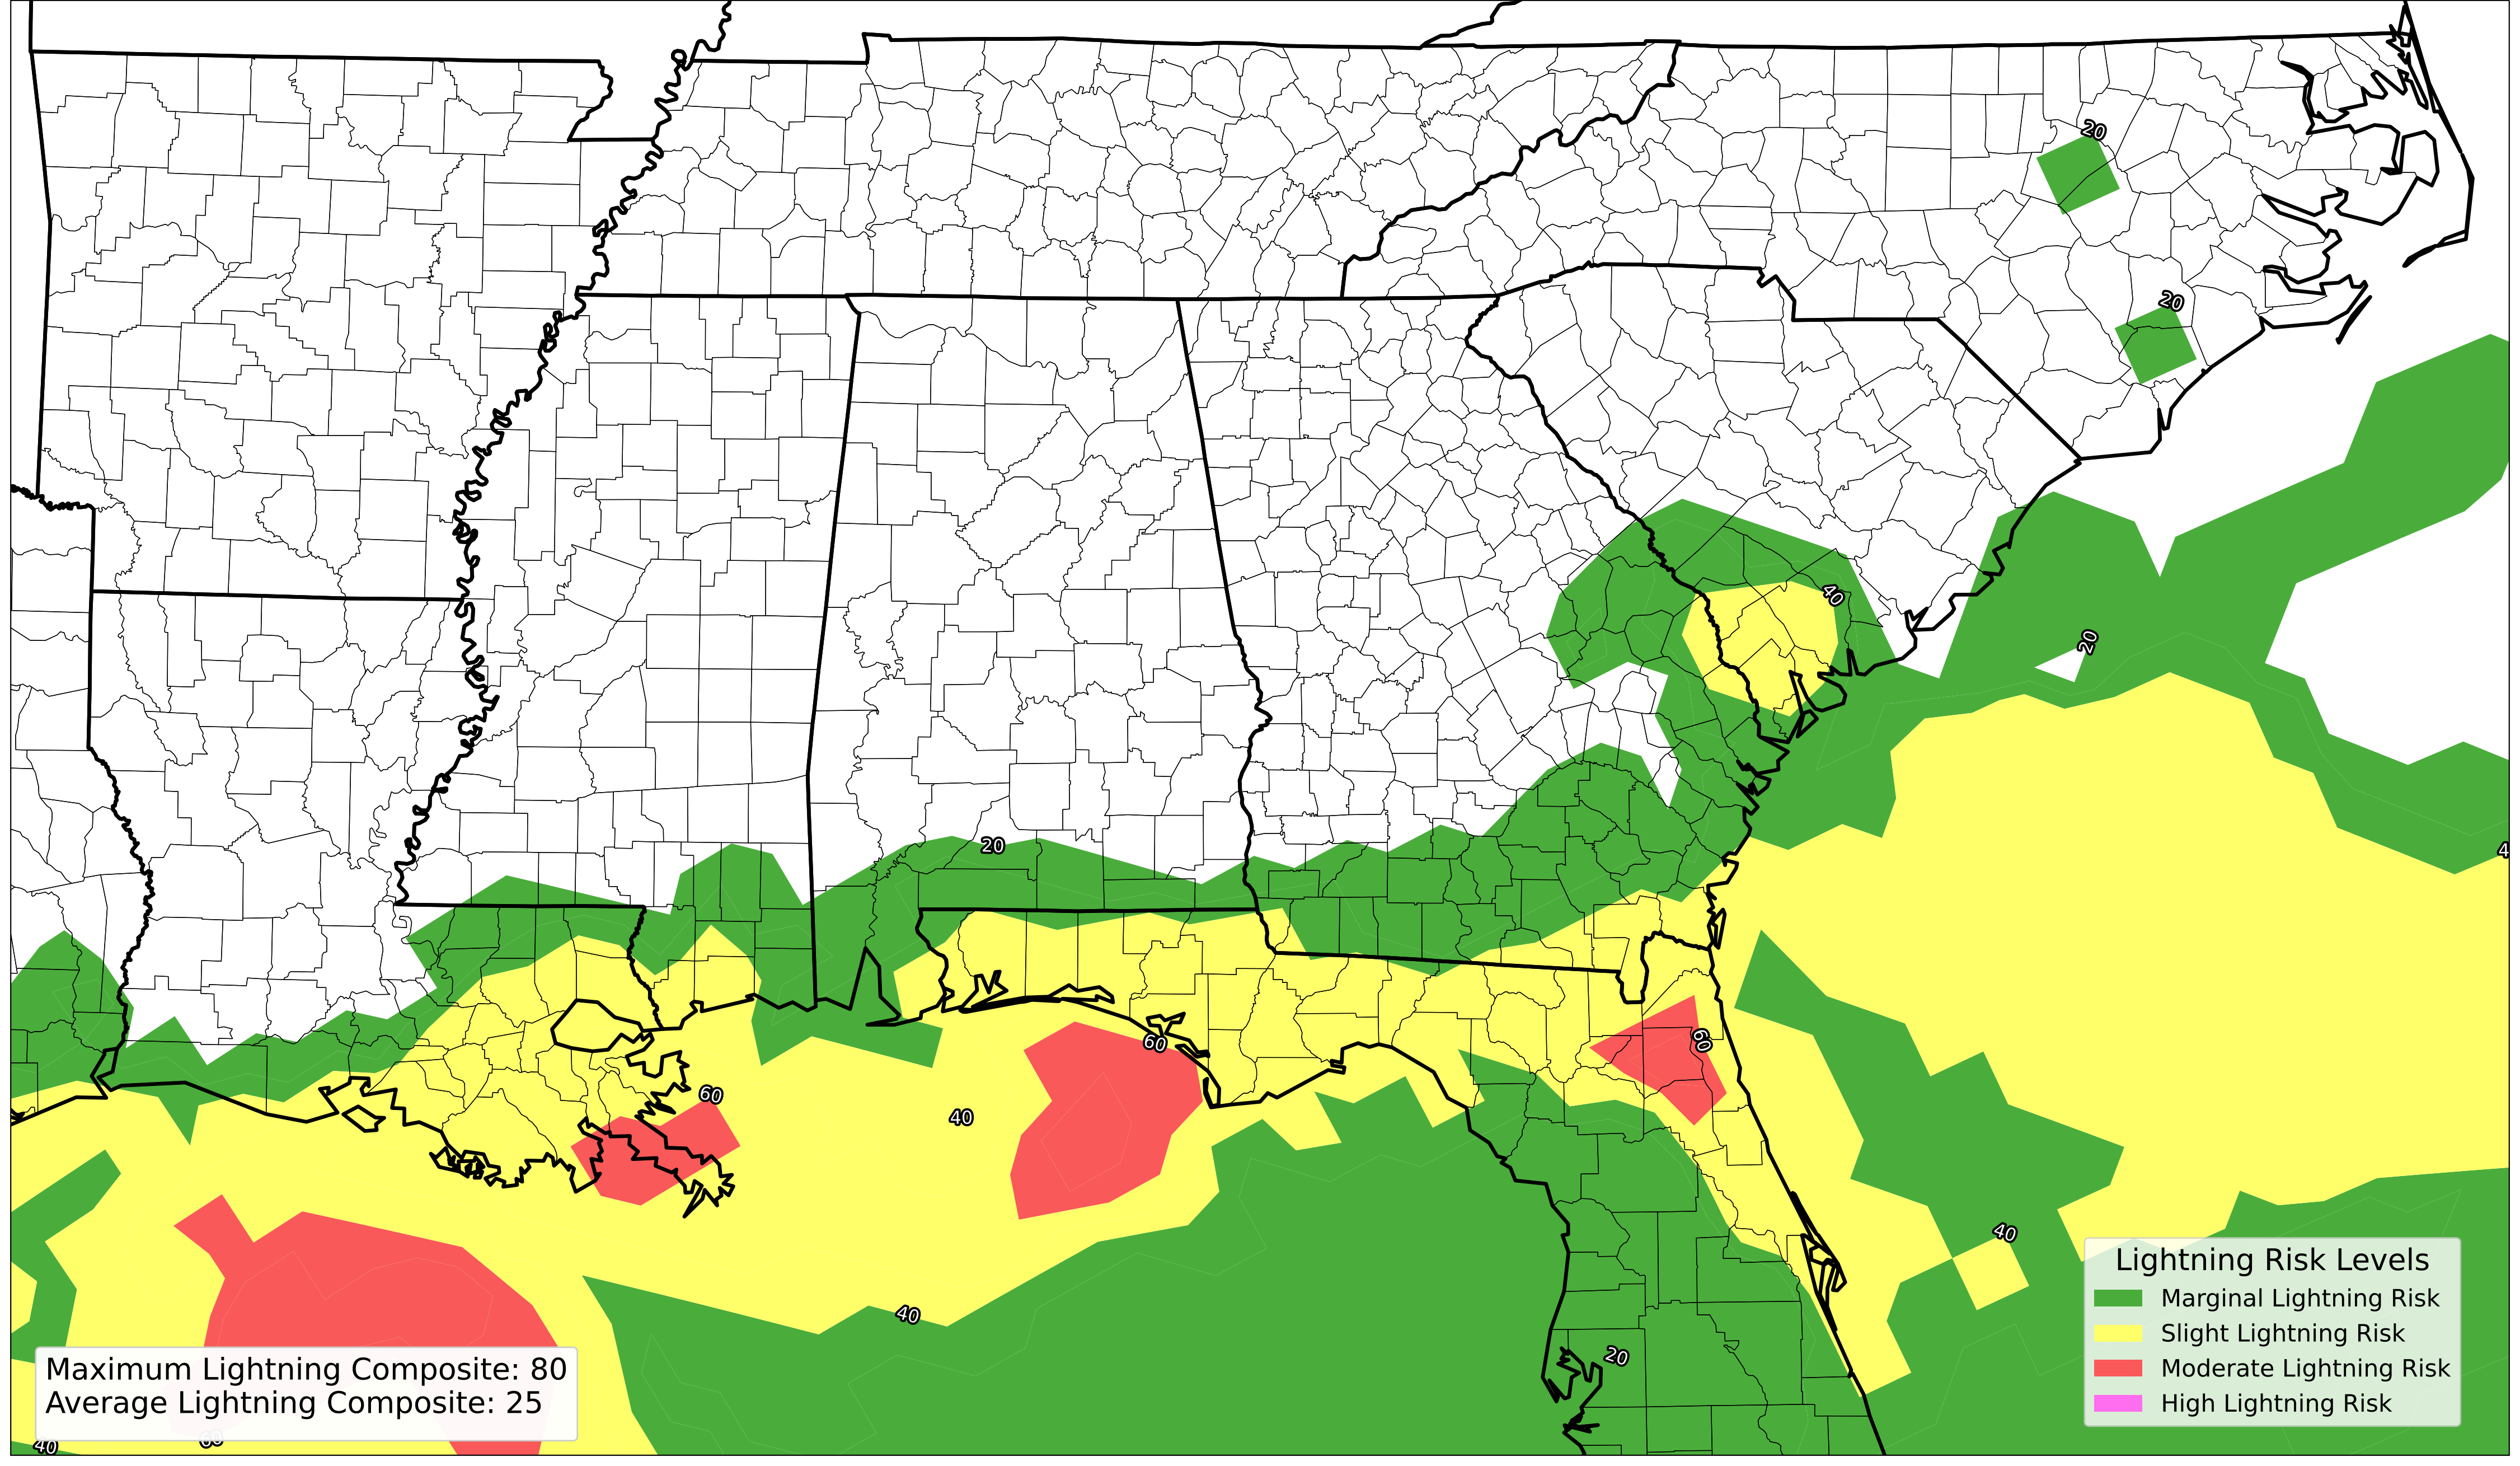 20
20
40
20
20
4
60
60
60
40
40
40
20
Lightning Risk Levels
Marginal Lightning Risk
Slight Lightning Risk
Moderate Lightning Risk
High Lightning Risk
Maximum Lightning Composite: 80
Average Lightning Composite: 25
40